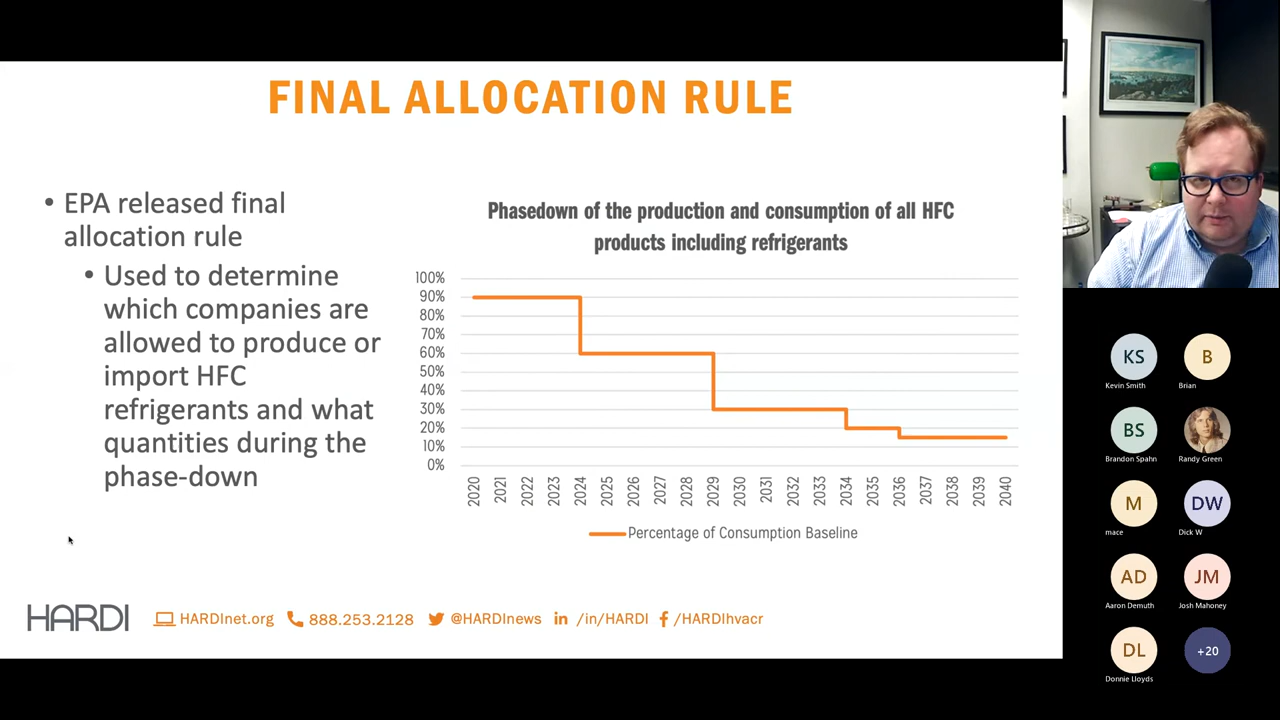 FINAL ALLOCATION RULE
• EPA released final
allocation rule
• Used to determine
which companies are
allowed to produce or
import HFC
refrigerants and what
quantities during the
phase-down
Phasedown of the production and consumption of all HFC
products including refrigerants
100%
90%
80%
70%
60%
50%
40%
30%
20%
10%
0%
2020 2021 2022 2023 2024 2025 2026 2027 2028 2029 2030 2031 2032 2033 2034 2035 2036 2037 2038 2039 2040
Percentage of Consumption Baseline
HARDI HARDInet.org 888.253.2128 @HARDInews in /in/HARDI f /HARDIhvacr
KS B
Kevin Smith Brian
BS
Brandon Spahn Randy Green
M DW
mace Dick W
AD JM
Aaron Demuth Josh Mahoney
DL +20
Donnie Lloyds